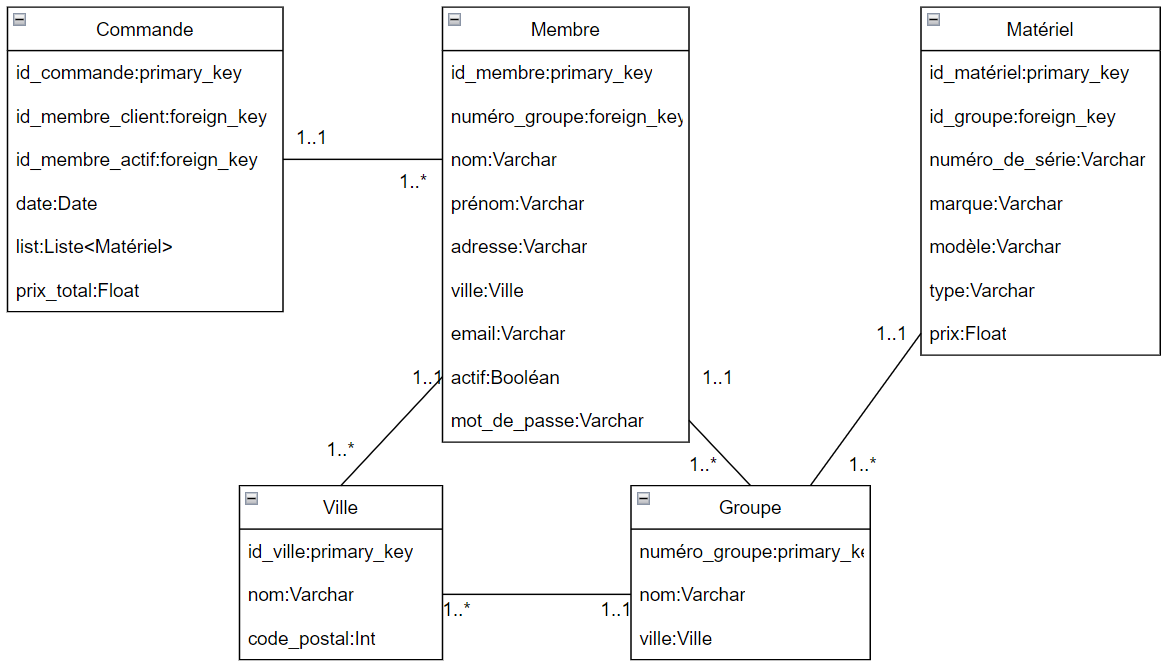 Commande
id_commande:primary_key
id_membre_client:foreign_key
id_membre_actif:foreign_key
date:Date
list:Liste<Matériel>
prix_total:Float
1..1
1..*
Membre
id_membre:primary_key
numéro_groupe:foreign_key
nom:Varchar
prénom:Varchar
adresse:Varchar
ville:Ville
email:Varchar
actif:Booléan
mot_de_passe:Varchar
Matériel
id_matériel:primary_key
id_groupe:foreign_key
numéro_de_série:Varchar
marque:Varchar
modèle:Varchar
type:Varchar
prix:Float
1..1
1..*
1..1
1..*
1..1
1..*
Ville
id_ville:primary_key
nom:Varchar
code_postal:Int
1..*
1..1
Groupe
numéro_groupe:primary_ke
nom:Varchar
ville:Ville